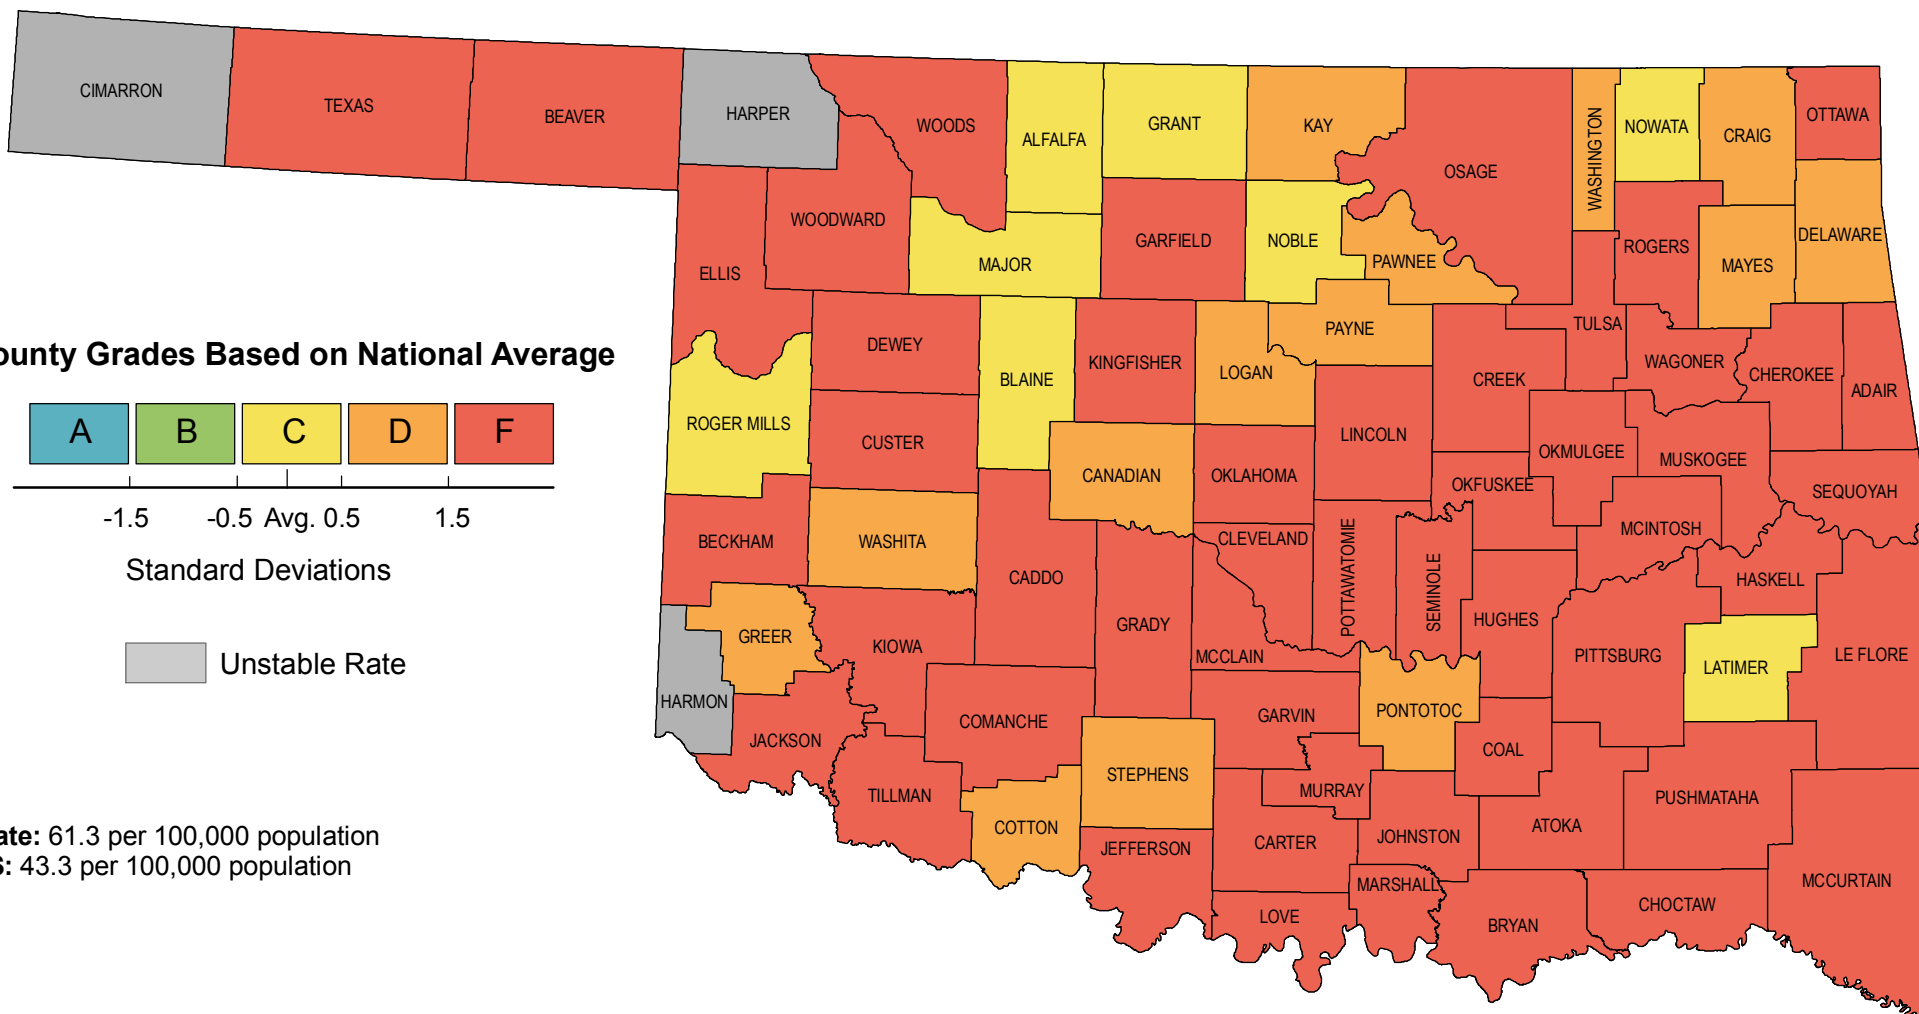 CIMARRON
TEXAS
BEAVER
HARPER
WOODS
ALFALFA
GRANT
KAY
OSAGE
WASHINGTON
NOWATA
CRAIG
OTTAWA
WOODWARD
ELLIS
MAJOR
GARFIELD
NOBLE
PAWNEE
ROGERS
MAYES
DELAWARE
ounty Grades Based on National Average
A B C D F
-1.5 -0.5 Avg. 0.5 1.5
Standard Deviations
Unstable Rate
DEWEY
BLAINE
KINGFISHER
LOGAN
PAYNE
CREEK
TULSA
WAGONER
CHEROKEE
ADAIR
ROGER MILLS
CUSTER
CANADIAN
OKLAHOMA
LINCOLN
OKMULGEE
MUSKOGEE
OKFUSKEE
SEQUOYAH
BECKHAM
WASHITA
CADDO
GRADY
CLEVELAND
POTTAWATOMIE
SEMINOLE
HUGHES
MCINTOSH
HASKELL
HARMON
GREER
KIOWA
MCCLAIN
PITTSBURG
LATIMER
LE FLORE
JACKSON
COMANCHE
GARVIN
PONTOTOC
COAL
TILLMAN
COTTON
STEPHENS
MURRAY
CARTER
JOHNSTON
ATOKA
PUSHMATAHA
JEFFERSON
LOVE
MARSHALL
BRYAN
CHOCTAW
MCCURTAIN
ate: 61.3 per 100,000 population
S: 43.3 per 100,000 population